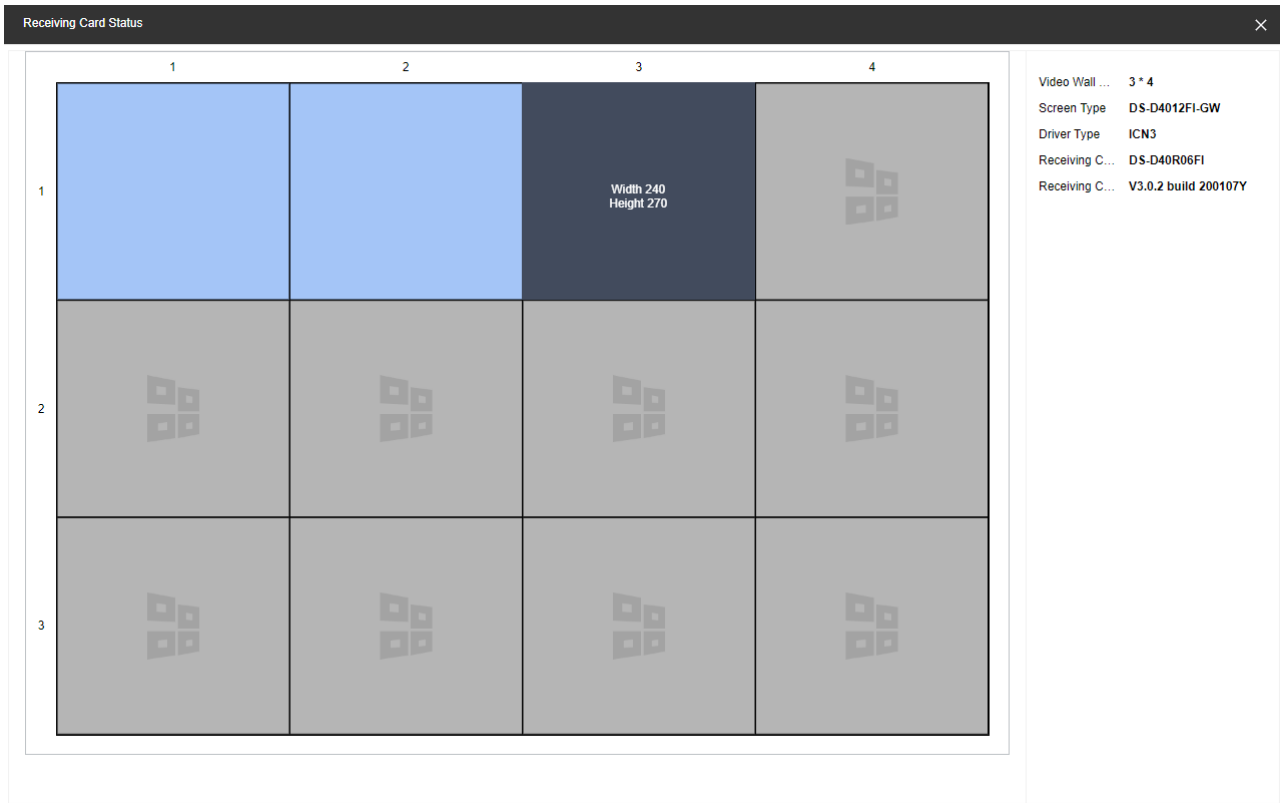 Receiving Card Status
1 2 3 4
1
Width 240
Height 270
2
3
Video Wall ... 3 * 4
Screen Type DS-D4012FI-GW
Driver Type ICN3
Receiving C... DS-D40R06FI
Receiving C... V3.0.2 build 200107Y